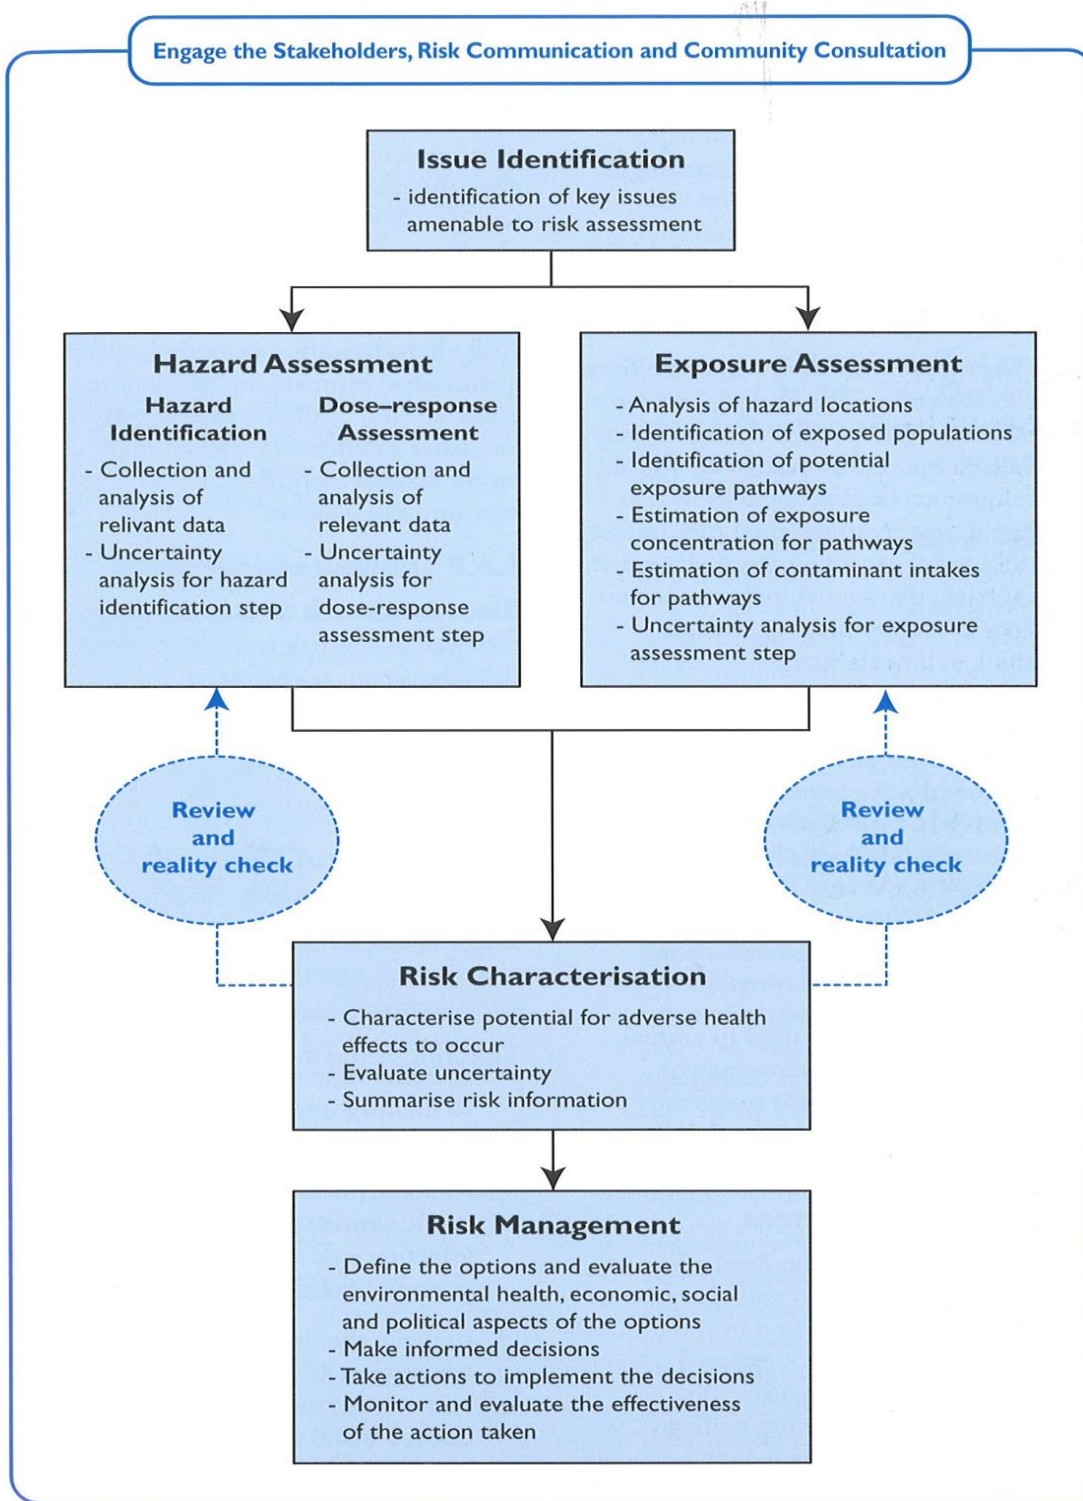 Engage the Stakeholders, Risk Communication and Community Consultation
Issue Identification
- identification of key issues
amenable to risk assessment
Hazard Assessment
Hazard
Identification
- Collection and
analysis of
relivant data
- Uncertainty
analysis for hazard
identification step
Dose–response
Assessment
- Collection and
analysis of
relevant data
- Uncertainty
analysis for
dose-response
assessment step
Exposure Assessment
- Analysis of hazard locations
- Identification of exposed populations
- Identification of potential
exposure pathways
- Estimation of exposure
concentration for pathways
- Estimation of contaminant intakes
for pathways
- Uncertainty analysis for exposure
assessment step
Review
and
reality check
Review
and
reality check
Risk Characterisation
- Characterise potential for adverse health
effects to occur
- Evaluate uncertainty
- Summarise risk information
Risk Management
- Define the options and evaluate the
environmental health, economic, social
and political aspects of the options
- Make informed decisions
- Take actions to implement the decisions
- Monitor and evaluate the effectiveness
of the action taken